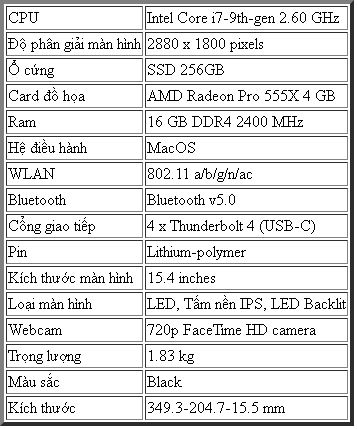 CPU Intel Core i7-9th-gen 2.60 GHz
Độ phân giải màn hình 2880 x 1800 pixels
Ổ cứng SSD 256GB
Card đồ họa AMD Radeon Pro 555X 4 GB
Ram 16 GB DDR4 2400 MHz
Hệ điều hành MacOS
WLAN 802.11 a/b/g/n/ac
Bluetooth Bluetooth v5.0
Cổng giao tiếp 4 x Thunderbolt 4 (USB-C)
Pin Lithium-polymer
Kích thước màn hình 15.4 inches
Loại màn hình LED, Tấm nền IPS, LED Backlit
Webcam 720p FaceTime HD camera
Trọng lượng 1.83 kg
Màu sắc Black
Kích thước 349.3-204.7-15.5 mm